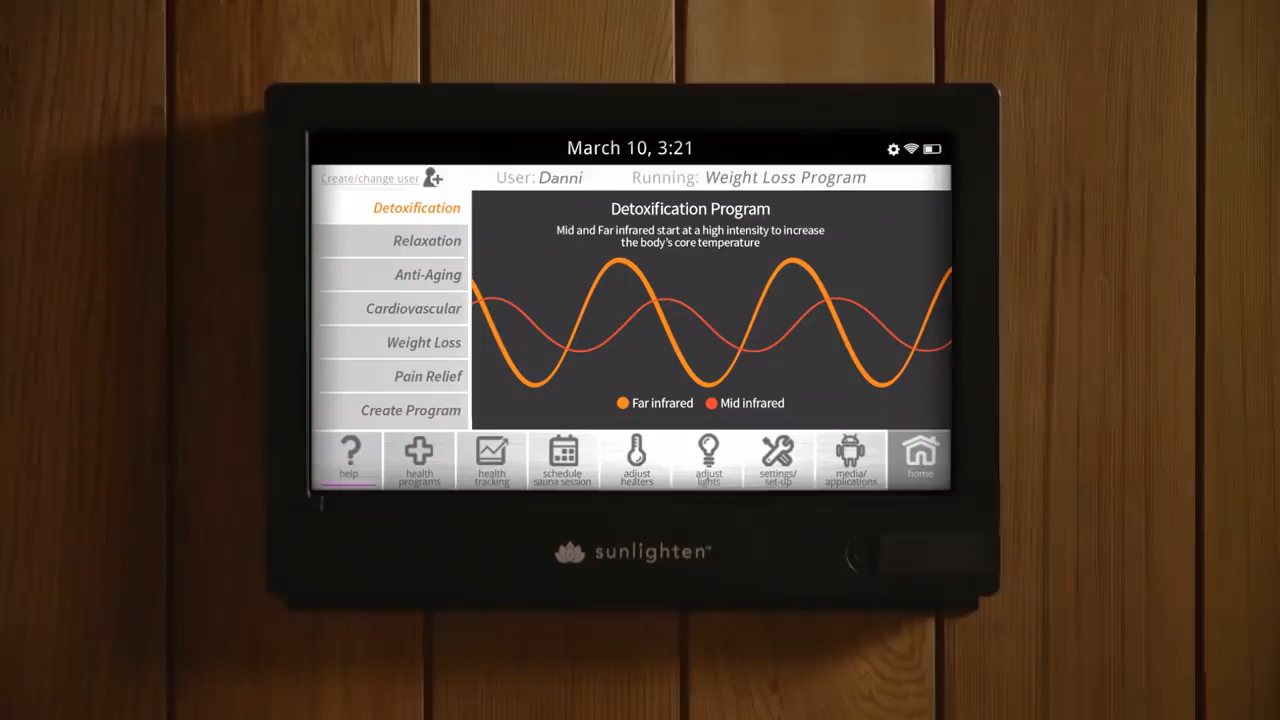 March 10, 3:21
Create/change user
User: Danni
Running: Weight Loss Program
Detoxification
Relaxation
Anti-Aging
Cardiovascular
Weight Loss
Pain Relief
Create Program
Detoxification Program
Mid and Far infrared start at a high intensity to increase
the body's core temperature
Far infrared
Mid infrared
help
health
programs
health
tracking
schedule
sauna session
adjust
heaters
adjust
lights
settings/
set-up
media/
applications
home
sunlighten™